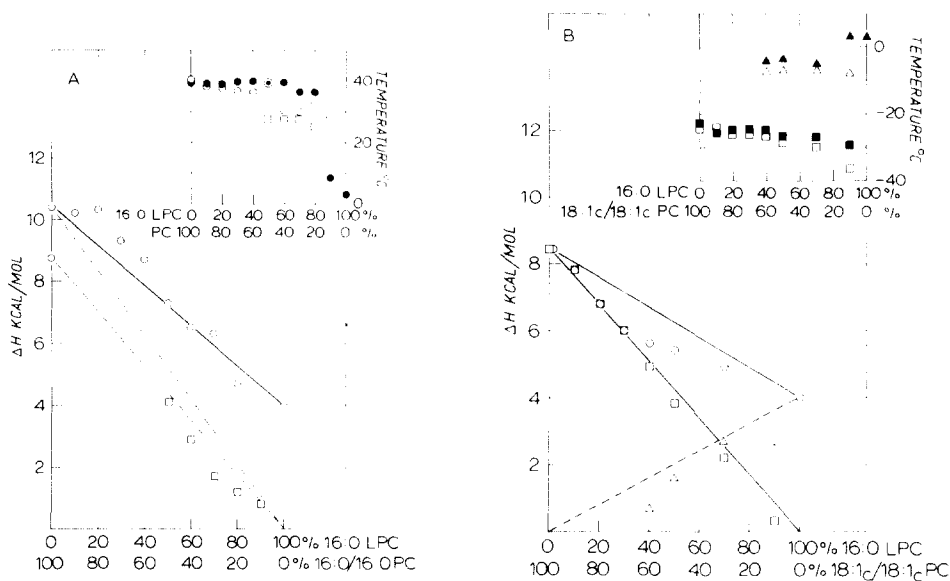 A
TEMPERATURE °C
40
20
0
16:0 LPC 0 20 40 60 80 100%
PC 100 80 60 40 20 0 %
ΔH KCAL/MOL
12
10
8
6
4
2
0 20 40 60 80 100% 16:0 LPC
100 80 60 40 20 0% 16:0/16:0 PC
B
TEMPERATURE °C
0
-20
-40
16:0 LPC 0 20 40 60 80 100%
18:1c/18:1c PC 100 80 60 40 20 0 %
ΔH KCAL/MOL
12
10
8
6
4
2
0 20 40 60 80 100% 16:0 LPC
100 80 60 40 20 0% 18:1c/18:1c PC